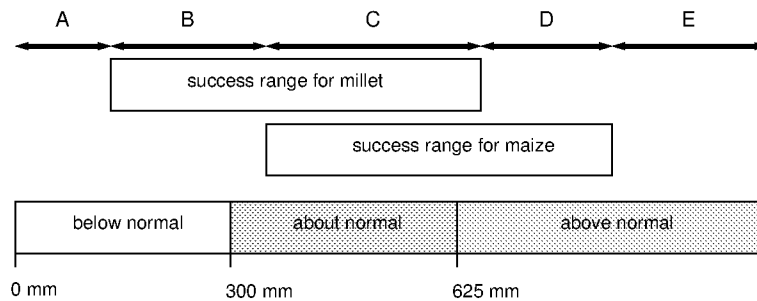 A B C D E
success range for millet
success range for maize
below normal about normal above normal
0 mm 300 mm 625 mm